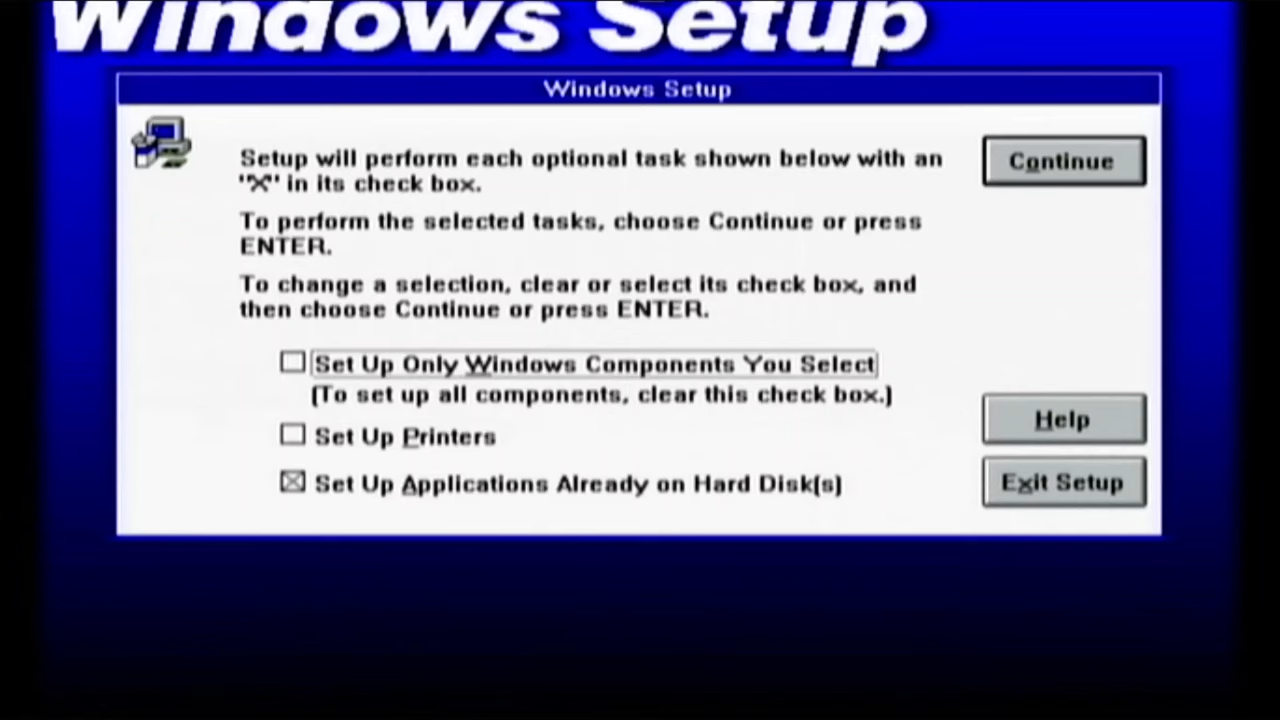 Windows Setup
Windows Setup
Setup will perform each optional task shown below with an
"X" in its check box.
Continue
To perform the selected tasks, choose Continue or press
ENTER.
To change a selection, clear or select its check box, and
then choose Continue or press ENTER.
Set Up Only Windows Components You Select
(To set up all components, clear this check box.)
Help
Set Up Printers
Set Up Applications Already on Hard Disk(s)
Exit Setup